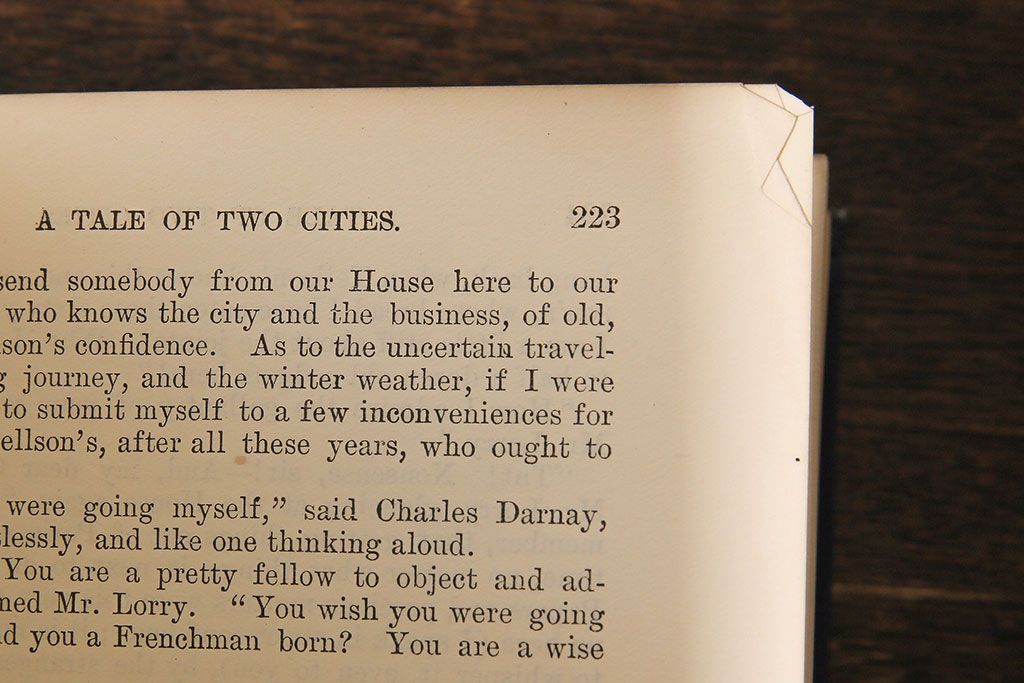 A TALE OF TWO CITIES. 223
send somebody from our House here to our
who knows the city and the business, of old,
son's confidence. As to the uncertain travel-
g journey, and the winter weather, if I were
to submit myself to a few inconveniences for
ellson's, after all these years, who ought to
were going myself,” said Charles Darnay,
lessly, and like one thinking aloud.
You are a pretty fellow to object and ad-
ned Mr. Lorry. “You wish you were going
d you a Frenchman born? You are a wise